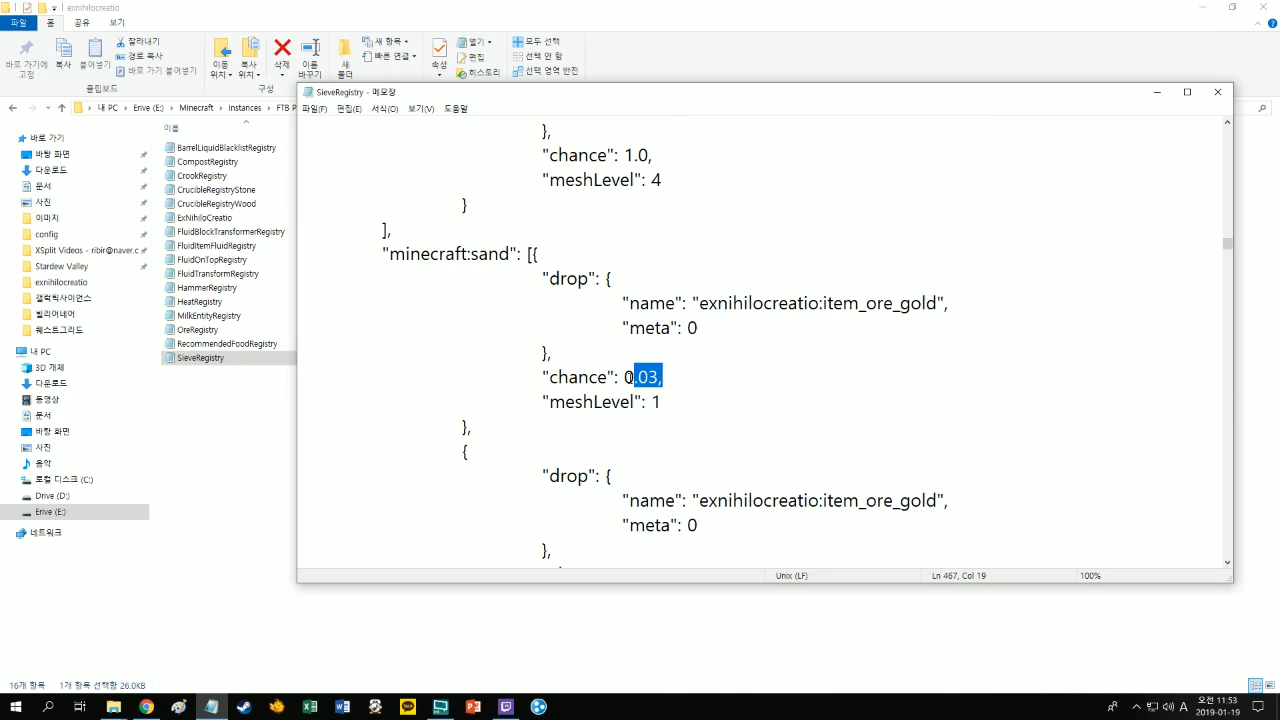 exnihilocreatio
파일
홈
공유
보기
바로 가기에 고정
복사
붙여넣기
잘라내기
경로 복사
바로 가기 붙여넣기
클립보드
이동 위치
복사 위치
삭제
이름 바꾸기
구성
새 폴더
새 항목
빠른 연결
속성
열기
편집
히스토리
모두 선택
선택 안 함
선택 영역 반전
내 PC
Erive (E:)
Minecraft
Instances
FTB P
바로 가기
바탕 화면
다운로드
문서
사진
이미지
config
XSplit Videos - ribir@naver.c
Stardew Valley
exnihilocreatio
갤럭틱사이언스
발리어네어
퀘스트그리드
내 PC
3D 개체
다운로드
동영상
문서
바탕 화면
사진
음악
로컬 디스크 (C:)
Drive (D:)
Erive (E:)
네트워크
이름
BarrelLiquidBlacklistRegistry
CompostRegistry
CrookRegistry
CrucibleRegistryStone
CrucibleRegistryWood
ExNihiloCreatio
FluidBlockTransformerRegistry
FluidItemFluidRegistry
FluidOnTopRegistry
FluidTransformRegistry
HammerRegistry
HeatRegistry
MilkEntityRegistry
OreRegistry
RecommendedFoodRegistry
SieveRegistry
SieveRegistry - 메모장
파일(F)
편집(E)
서식(O)
보기(V)
도움말
},
"chance": 1.0,
"meshLevel": 4
}
],
"minecraft:sand": [{
"drop": {
"name": "exnihilocreatio:item_ore_gold",
"meta": 0
},
"chance": 0.03,
"meshLevel": 1
},
{
"drop": {
"name": "exnihilocreatio:item_ore_gold",
"meta": 0
},
Unix (LF)
Ln 467, Col 19
100%
16개 항목
1개 항목 선택함 26.0KB
A
오전 11:53
2019-01-19